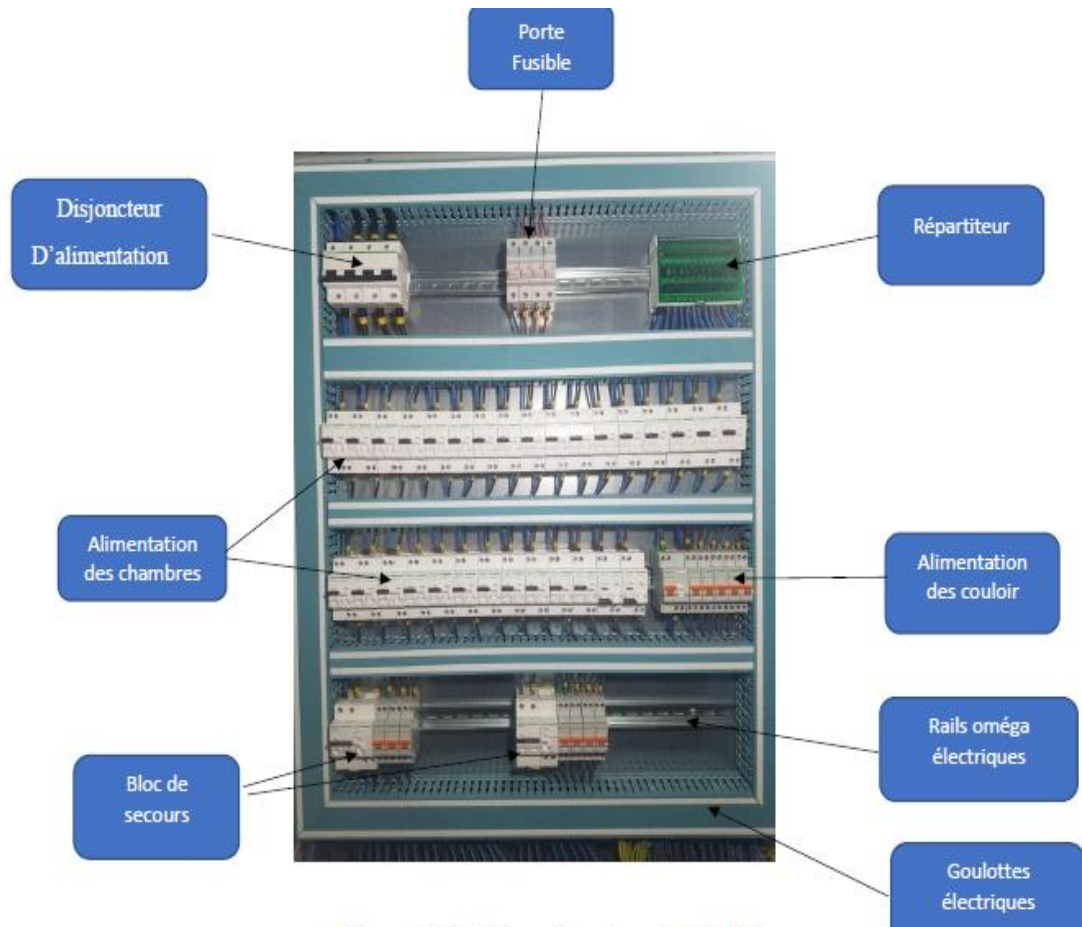 Porte
Fusible
Disjoncteur
D'alimentation
Répartiteur
Alimentation
des chambres
Alimentation
des couloir
Rails oméga
électriques
Bloc de
secours
Goulottes
électriques